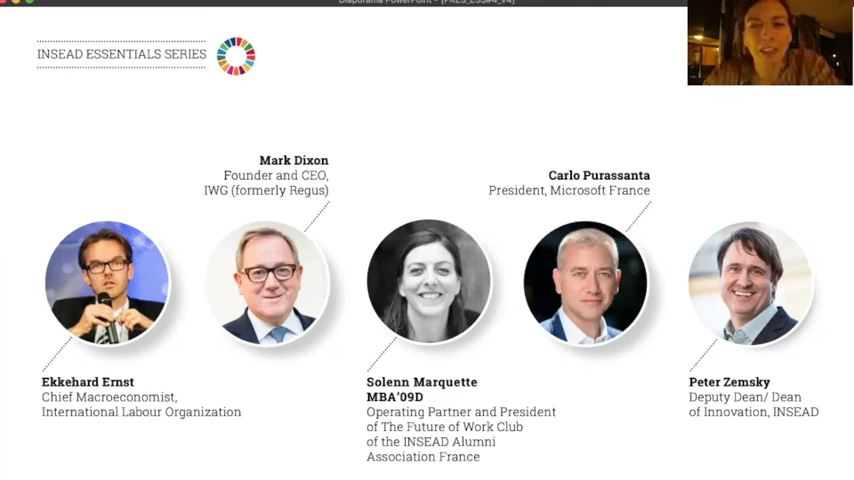 Diaporama PowerPoint - [PRES_ESS#4_V4]
INSEAD ESSENTIALS SERIES
Mark Dixon
Founder and CEO,
IWG (formerly Regus)
Carlo Purassanta
President, Microsoft France
Ekkehard Ernst
Chief Macroeconomist,
International Labour Organization
Solenn Marquette
MBA'09D
Operating Partner and President
of The Future of Work Club
of the INSEAD Alumni
Association France
Peter Zemsky
Deputy Dean/ Dean
of Innovation, INSEAD